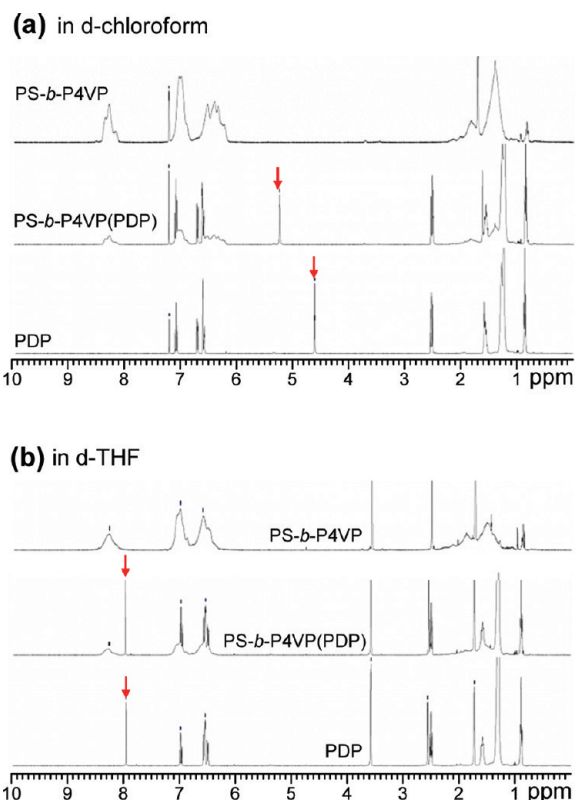 (a) in d-chloroform
PS-b-P4VP
PS-b-P4VP(PDP)
PDP
10 9 8 7 6 5 4 3 2 1 ppm
(b) in d-THF
PS-b-P4VP
PS-b-P4VP(PDP)
PDP
10 9 8 7 6 5 4 3 2 1 ppm